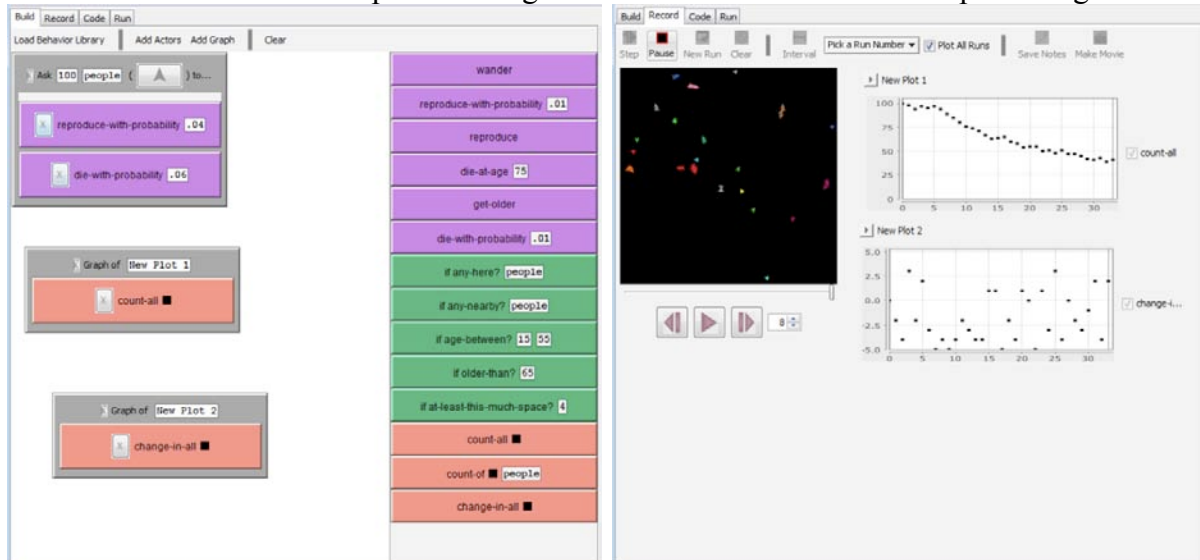 Build Record Code Run
Load Behavior Library Add Actors Add Graph Clear
Ask 100 people ( ) to...
x reproduce-with-probability .04
x die-with-probability .06
Graph of New Plot 1
x count-all
Graph of New Plot 2
x change-in-all
wander
reproduce-with-probability .01
reproduce
die-at-age 75
get-older
die-with-probability .01
if any-here? people
if any-nearby? people
if age-between? 15 55
if older-than? 65
if at-least-this-much-space? 4
count-all
count-of people
change-in-all
Build Record Code Run
Step Pause New Run Clear Interval Pick a Run Number Plot All Runs Save Notes Make Movie
New Plot 1
100
75
50
25
0
0 5 10 15 20 25 30
count-all
New Plot 2
5.0
2.5
0.0
-2.5
-5.0
0 5 10 15 20 25 30
change-i...
8